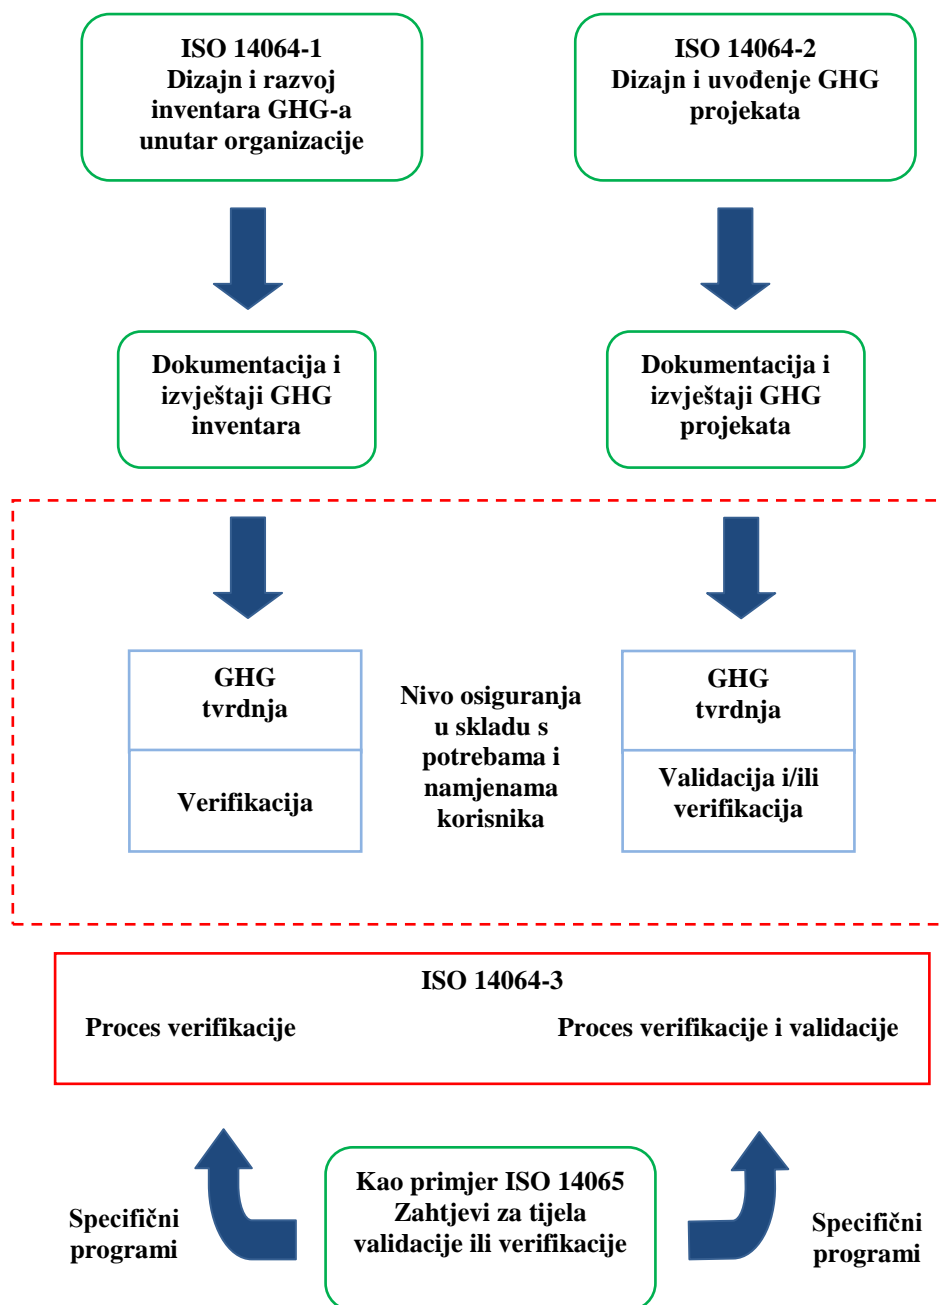 ISO 14064-1
Dizajn i razvoj
inventara GHG-a
unutar organizacije
ISO 14064-2
Dizajn i uvođenje GHG
projekata
Dokumentacija i
izvještaji GHG
inventara
Dokumentacija i
izvještaji GHG
projekata
GHG
tvrdnja
Verifikacija
Nivo osiguranja
u skladu s
potrebama i
namjenama
korisnika
GHG
tvrdnja
Validacija i/ili
verifikacija
ISO 14064-3
Proces verifikacije
Proces verifikacije i validacije
Specifični
programi
Kao primjer ISO 14065
Zahtjevi za tijela
validacije ili verifikacije
Specifični
programi